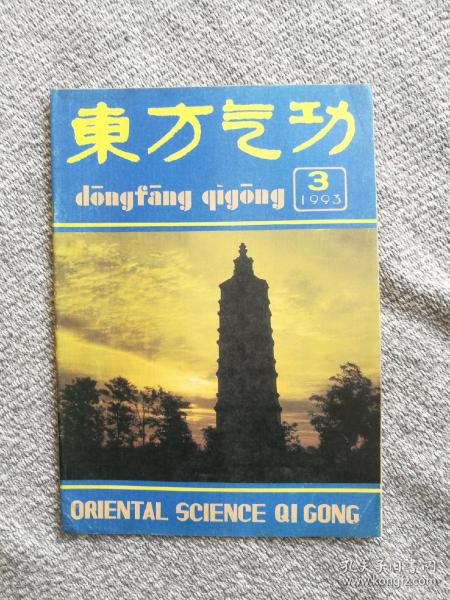 東方气功
dōngfāng qìgōng
3
1993
ORIENTAL SCIENCE QI GONG
孔夫子旧书网
www.kongfz.com